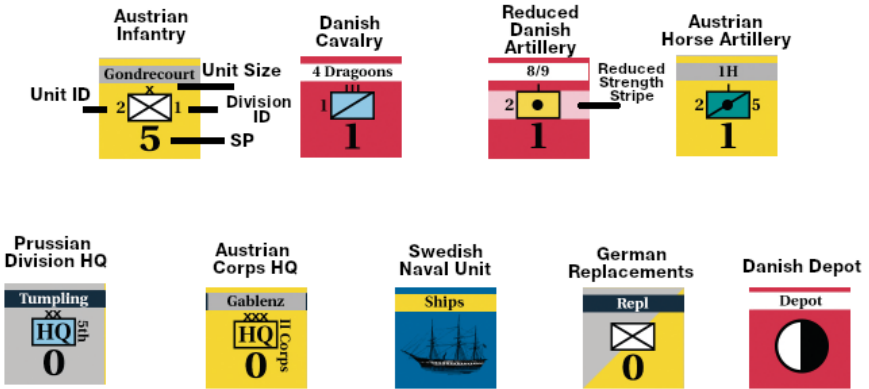 Austrian
Infantry
Danish
Cavalry
Reduced
Danish
Artillery
Austrian
Horse Artillery
Gondrecourt
Unit Size
x
Unit ID
2
1
Division
ID
5
SP
4 Dragoons
III
1
1
8/9
I
2
1
Reduced
Strength
Stripe
1H
I
2
5
1
Prussian
Division HQ
Austrian
Corps HQ
Swedish
Naval Unit
German
Replacements
Danish Depot
Tumpling
xx
HQ
5th
0
Gablenz
xxx
HQ
II Corps
0
Ships
Repl
0
Depot